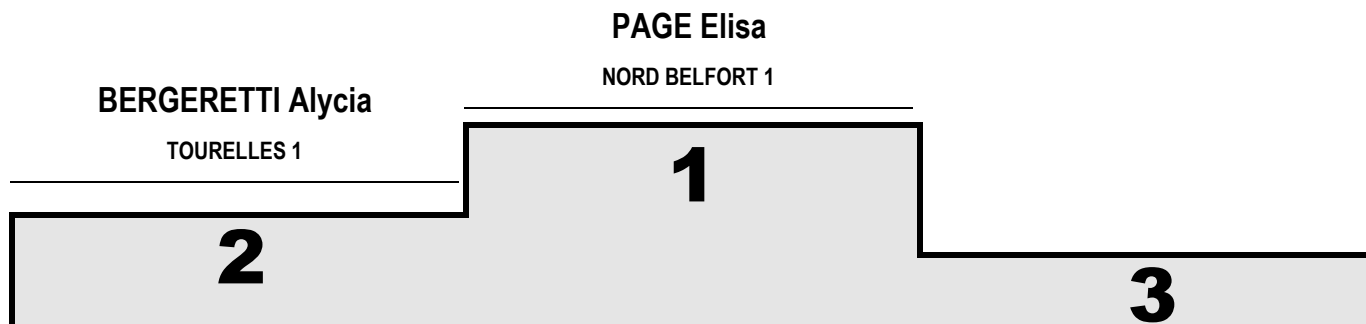 PAGE Elisa
NORD BELFORT 1
BERGERETTI Alycia
TOURELLES 1
1
2
3